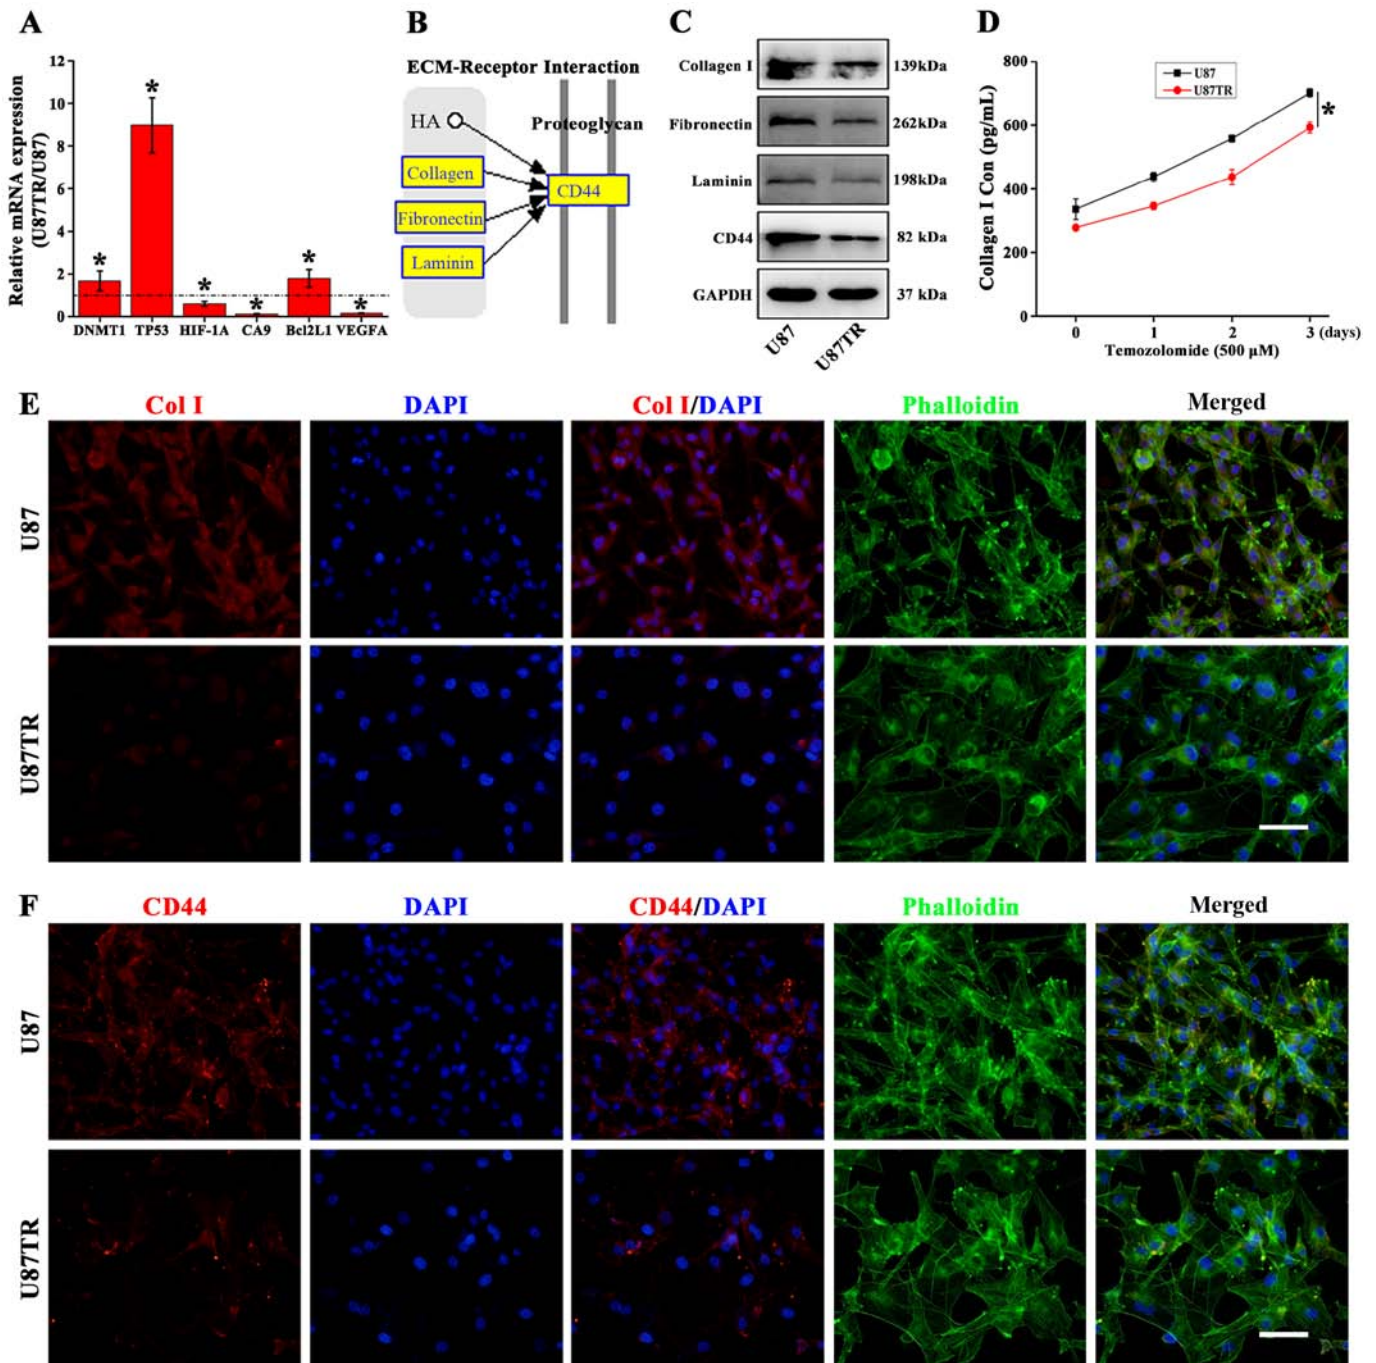 A
Relative mRNA expression
(U87TR/U87)
12
10
8
6
4
2
0
*
*
*
*
*
*
DNMT1 TP53 HIF-1A CA9 Bcl2L1 VEGFA
B
ECM-Receptor Interaction
HA
Proteoglycan
Collagen
CD44
Fibronectin
Laminin
C
Collagen I 139kDa
Fibronectin 262kDa
Laminin 198kDa
CD44 82 kDa
GAPDH 37 kDa
U87 U87TR
D
Collagen I Con (pg/mL)
800
600
400
200
0
U87
U87TR
*
0 1 2 3 (days)
Temozolomide (500 μM)
E
Col I DAPI Col I/DAPI Phalloidin Merged
U87
U87TR
F
CD44 DAPI CD44/DAPI Phalloidin Merged
U87
U87TR